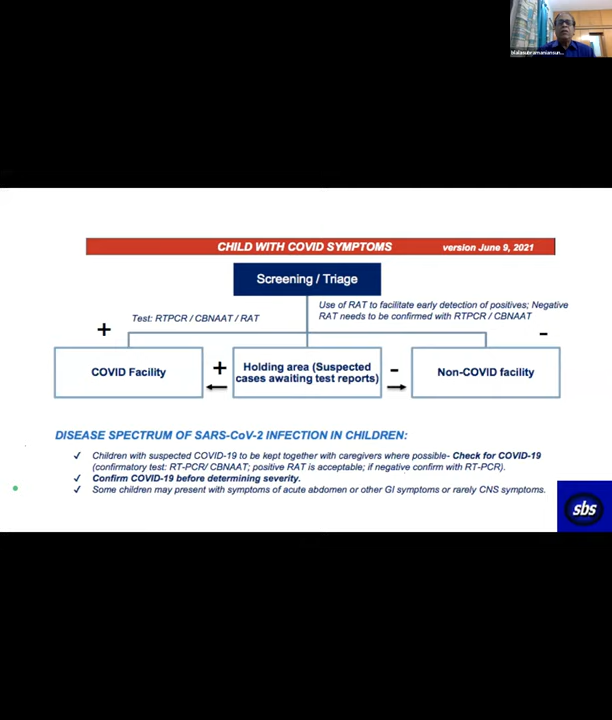 blalasubramaniansun...
CHILD WITH COVID SYMPTOMS version June 9, 2021
Screening / Triage
Use of RAT to facilitate early detection of positives; Negative
RAT needs to be confirmed with RTPCR / CBNAAT
Test: RTPCR / CBNAAT / RAT
+
-
COVID Facility
+
Holding area (Suspected
cases awaiting test reports)
-
Non-COVID facility
DISEASE SPECTRUM OF SARS-CoV-2 INFECTION IN CHILDREN:
✓ Children with suspected COVID-19 to be kept together with caregivers where possible- Check for COVID-19
(confirmatory test: RT-PCR/ CBNAAT; positive RAT is acceptable; if negative confirm with RT-PCR).
✓ Confirm COVID-19 before determining severity.
✓ Some children may present with symptoms of acute abdomen or other GI symptoms or rarely CNS symptoms.
sbs